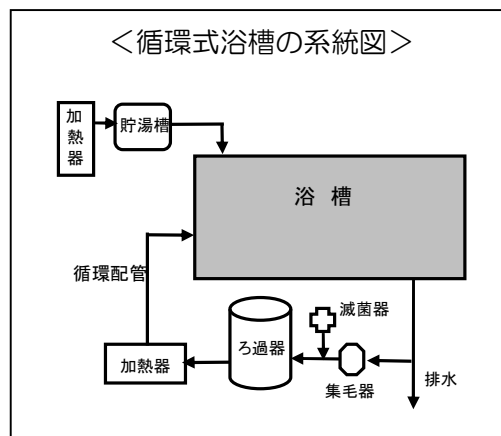 ＜循環式浴槽の系統図＞
加熱器
貯湯槽
浴 槽
循環配管
滅菌器
ろ過器
加熱器
集毛器
排水